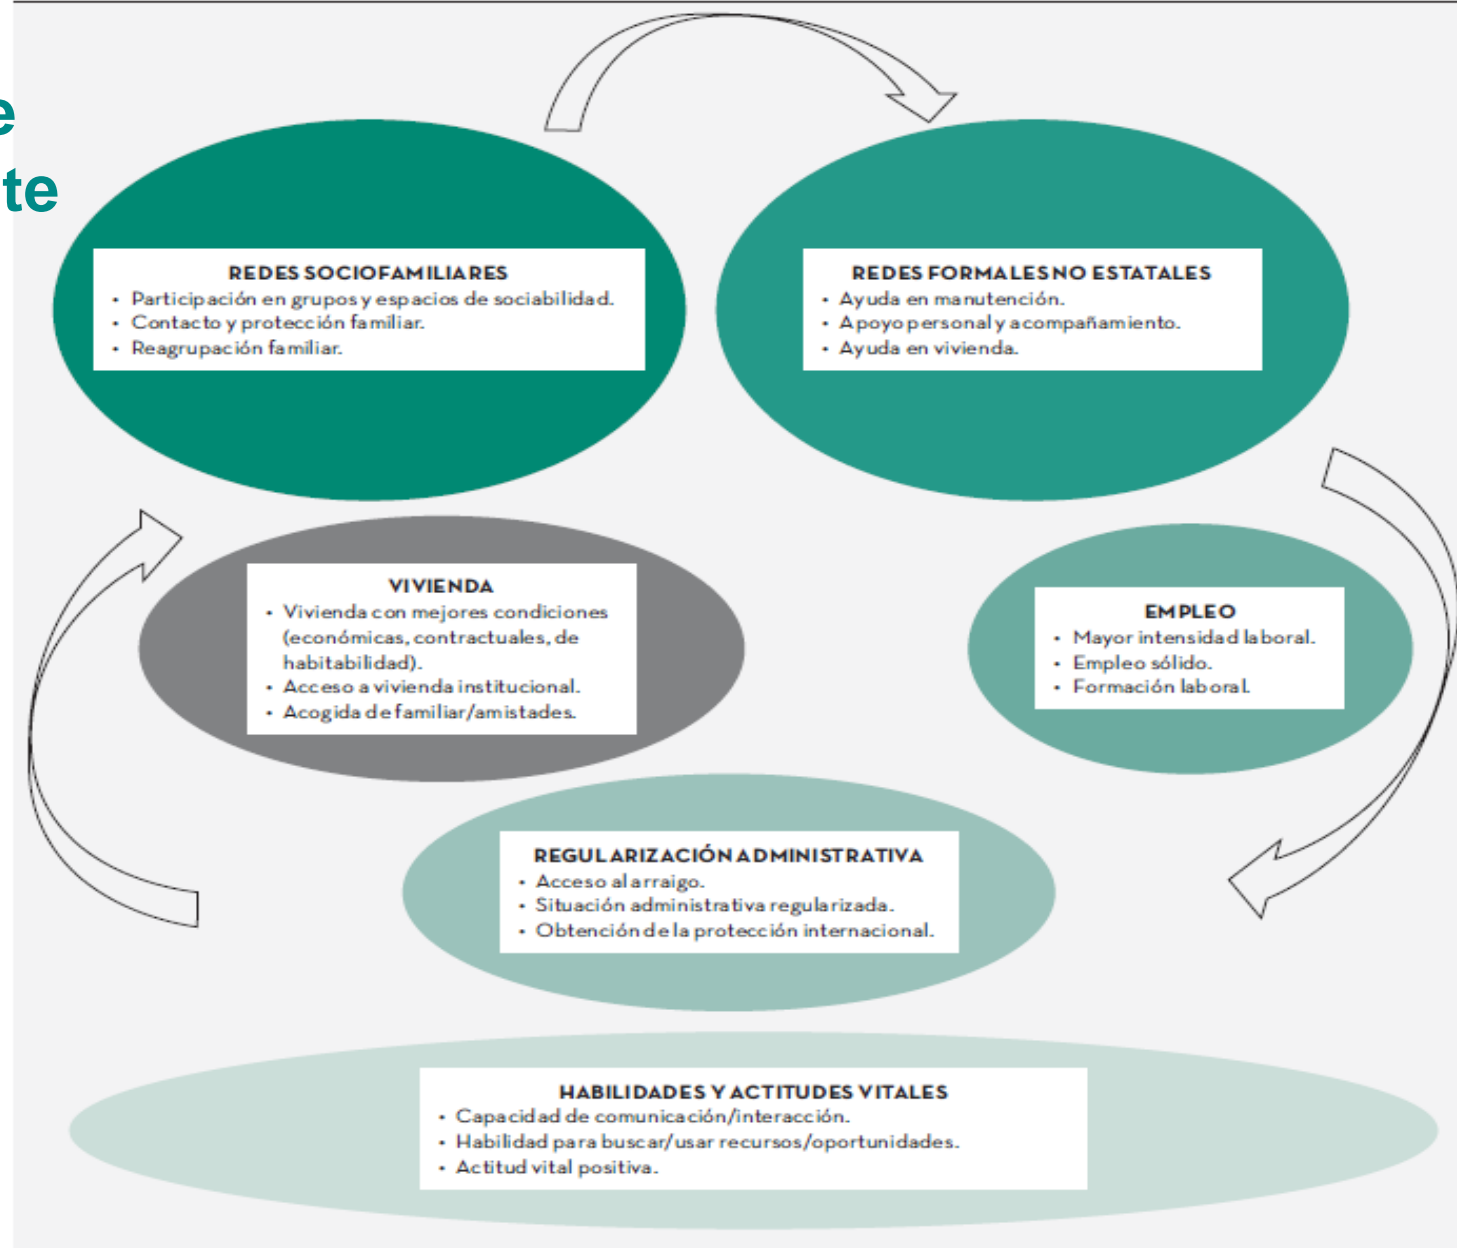 e
te
REDES SOCIOFAMILIARES
• Participación en grupos y espacios de sociabilidad.
• Contacto y protección familiar.
• Reagrupación familiar.
REDES FORMALES NO ESTATALES
• Ayuda en manutención.
• Apoyo personal y acompañamiento.
• Ayuda en vivienda.
VIVIENDA
• Vivienda con mejores condiciones
(económicas, contractuales, de
habitabilidad).
• Acceso a vivienda institucional.
• Acogida de familiar/amistades.
EMPLEO
• Mayor intensidad laboral.
• Empleo sólido.
• Formación laboral.
REGULARIZACIÓN ADMINISTRATIVA
• Acceso al arraigo.
• Situación administrativa regularizada.
• Obtención de la protección internacional.
HABILIDADES Y ACTITUDES VITALES
• Capacidad de comunicación/interacción.
• Habilidad para buscar/usar recursos/oportunidades.
• Actitud vital positiva.